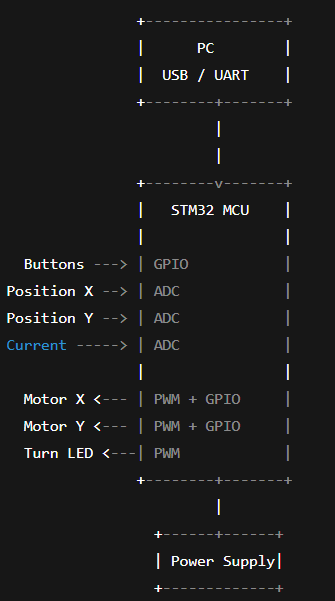 +--------+-------+
|      PC        |
|  USB / UART    |
+--------+-------+
|
|
+--------v-------+
|   STM32 MCU    |
|                |
Buttons ---> | GPIO           |
Position X --> | ADC            |
Position Y --> | ADC            |
Current -----> | ADC            |
|                |
Motor X <--- | PWM + GPIO     |
Motor Y <--- | PWM + GPIO     |
Turn LED <---| PWM            |
+--------+-------+
|
+------+------+
| Power Supply|
+-------------+